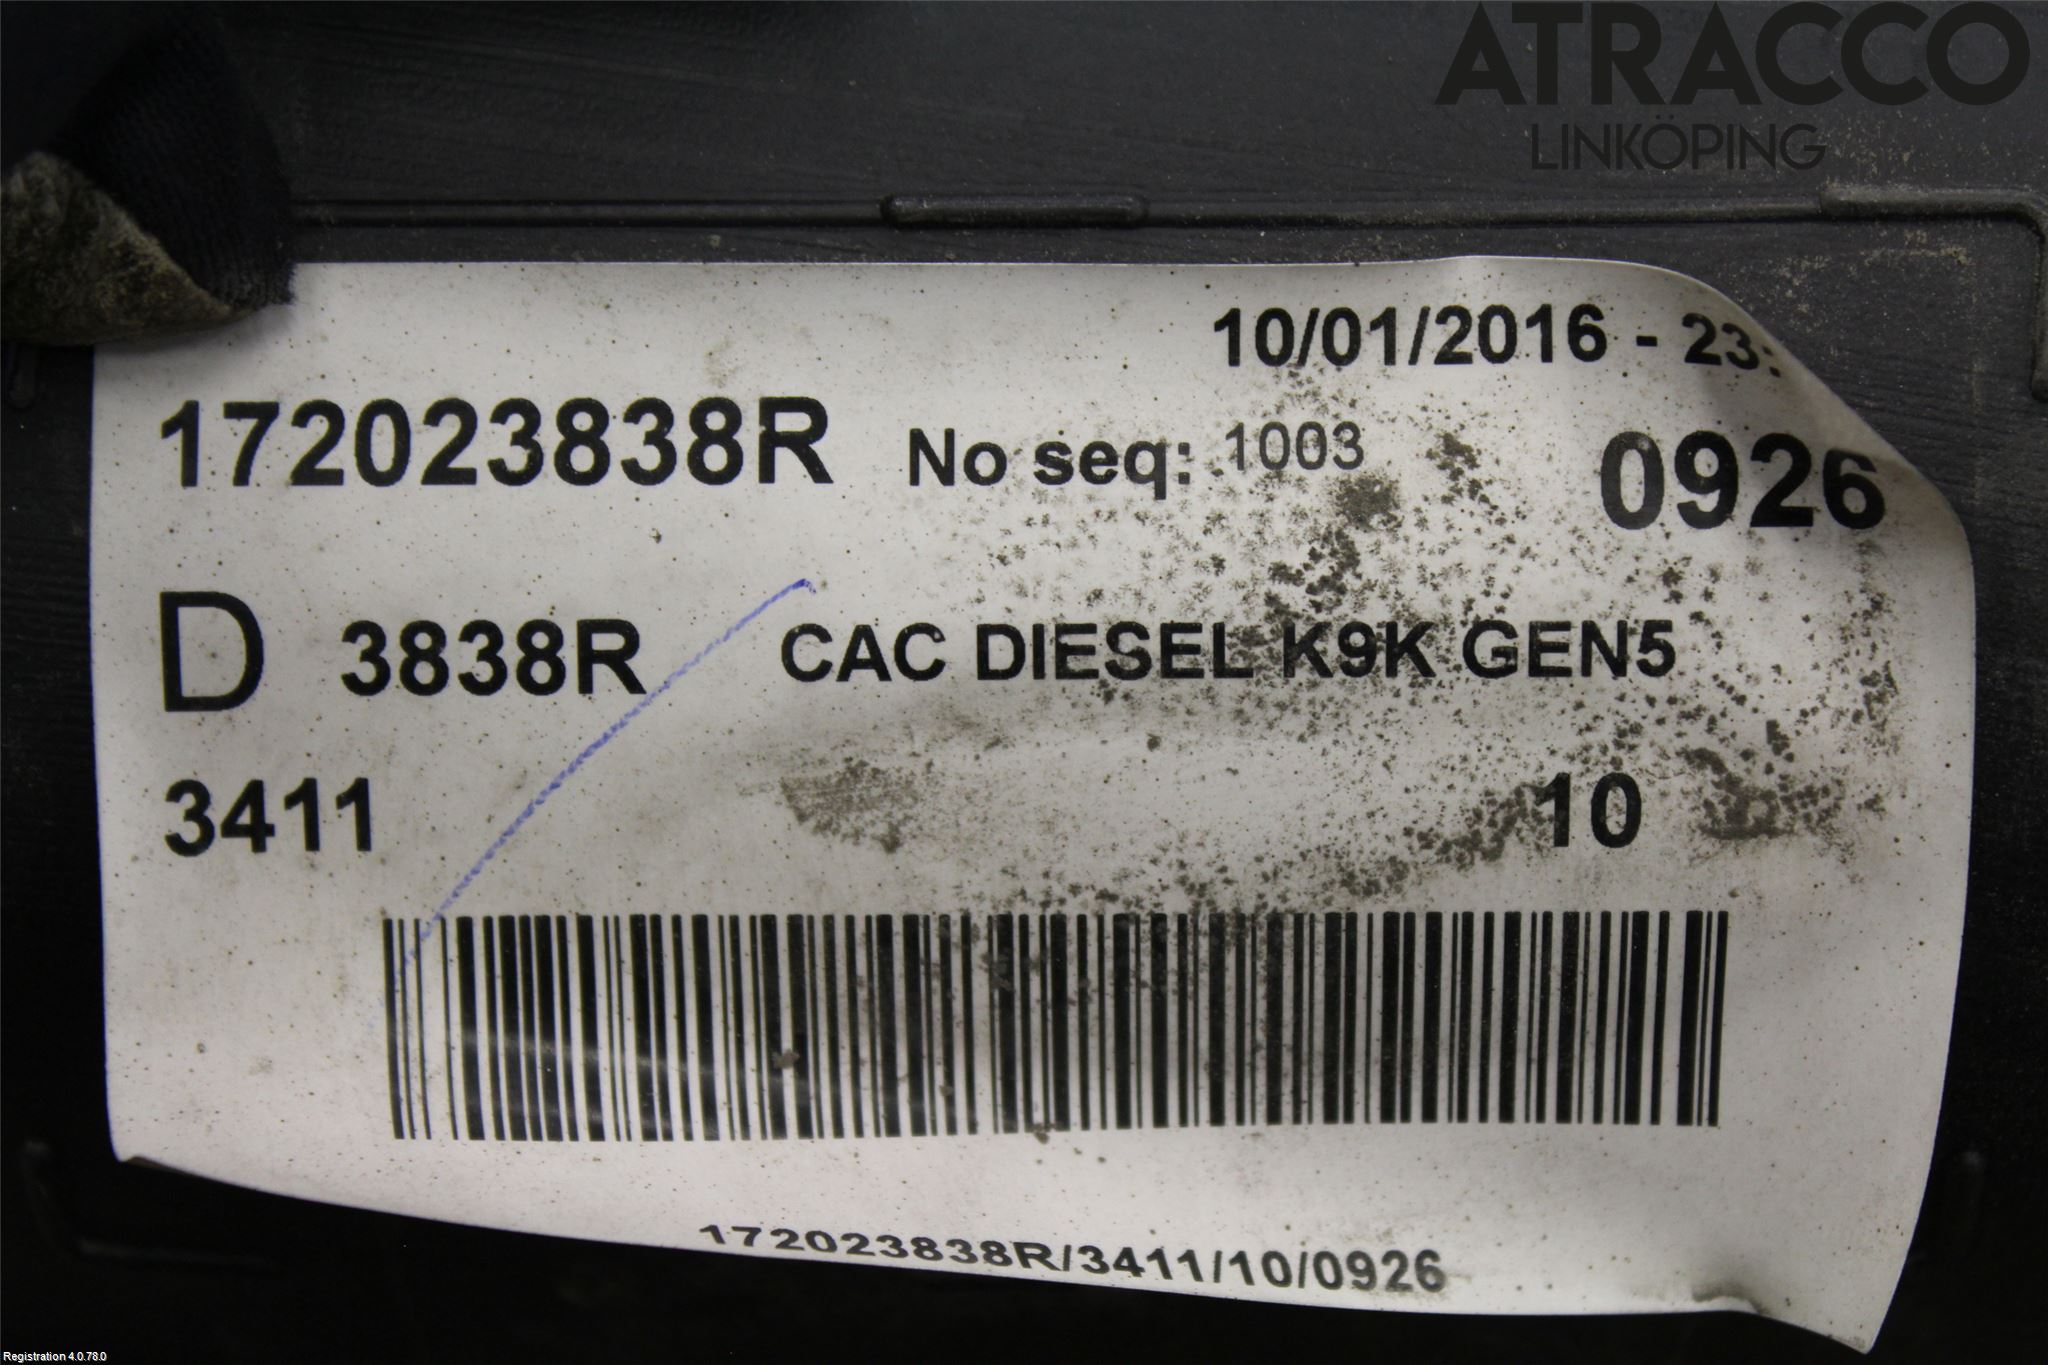 ATRACCO
LINKÖPING
10/01/2016 - 23:
172023838R No seq: 1003 0926
D 3838R CAC DIESEL K9K GEN5
3411 10
172023838R/3411/10/0926
Registration 4.0.78.0